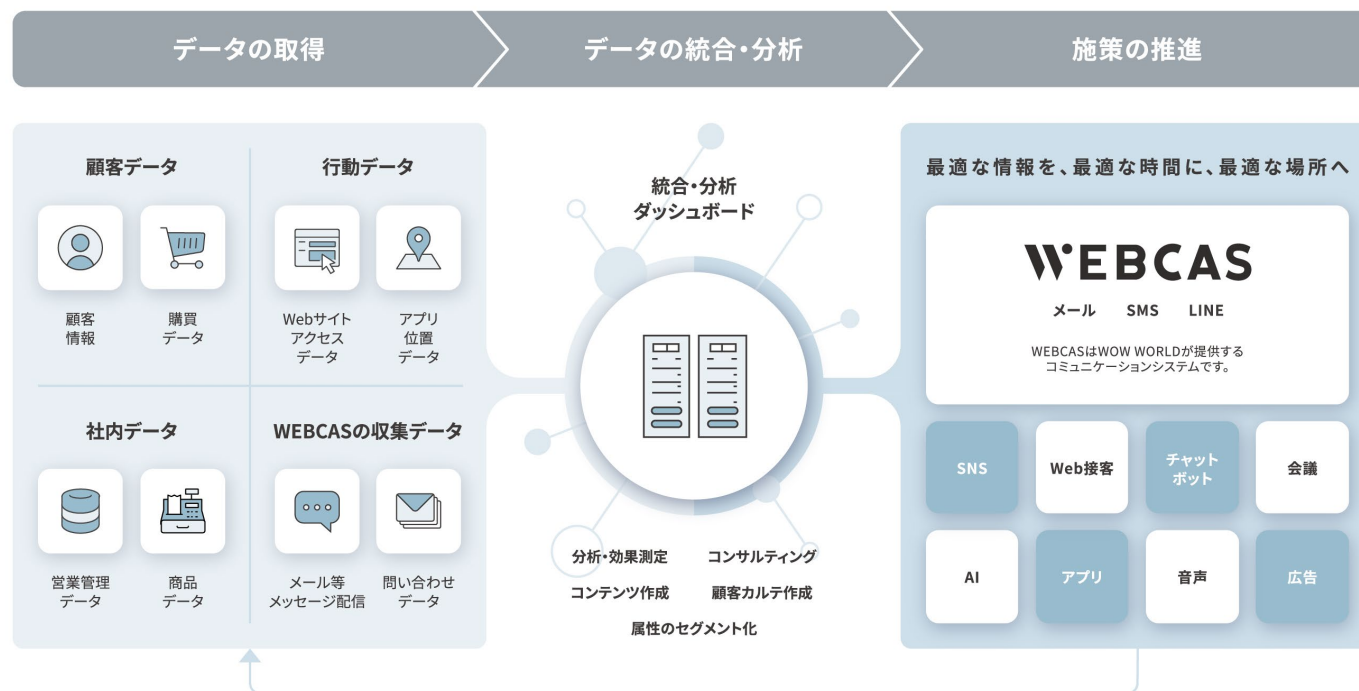 データの取得
データの統合・分析
施策の推進
顧客データ
顧客
情報
購買
データ
行動データ
Webサイト
アクセス
データ
アプリ
位置
データ
社内データ
営業管理
データ
商品
データ
WEBCASの収集データ
メール等
メッセージ配信
問い合わせ
データ
統合・分析
ダッシュボード
分析・効果測定
コンサルティング
コンテンツ作成
顧客カルテ作成
属性のセグメント化
最適な情報を、最適な時間に、最適な場所へ
WEBCAS
メール SMS LINE
WEBCASはWOW WORLDが提供する
コミュニケーションシステムです。
SNS
Web接客
チャット
ボット
会議
AI
アプリ
音声
広告